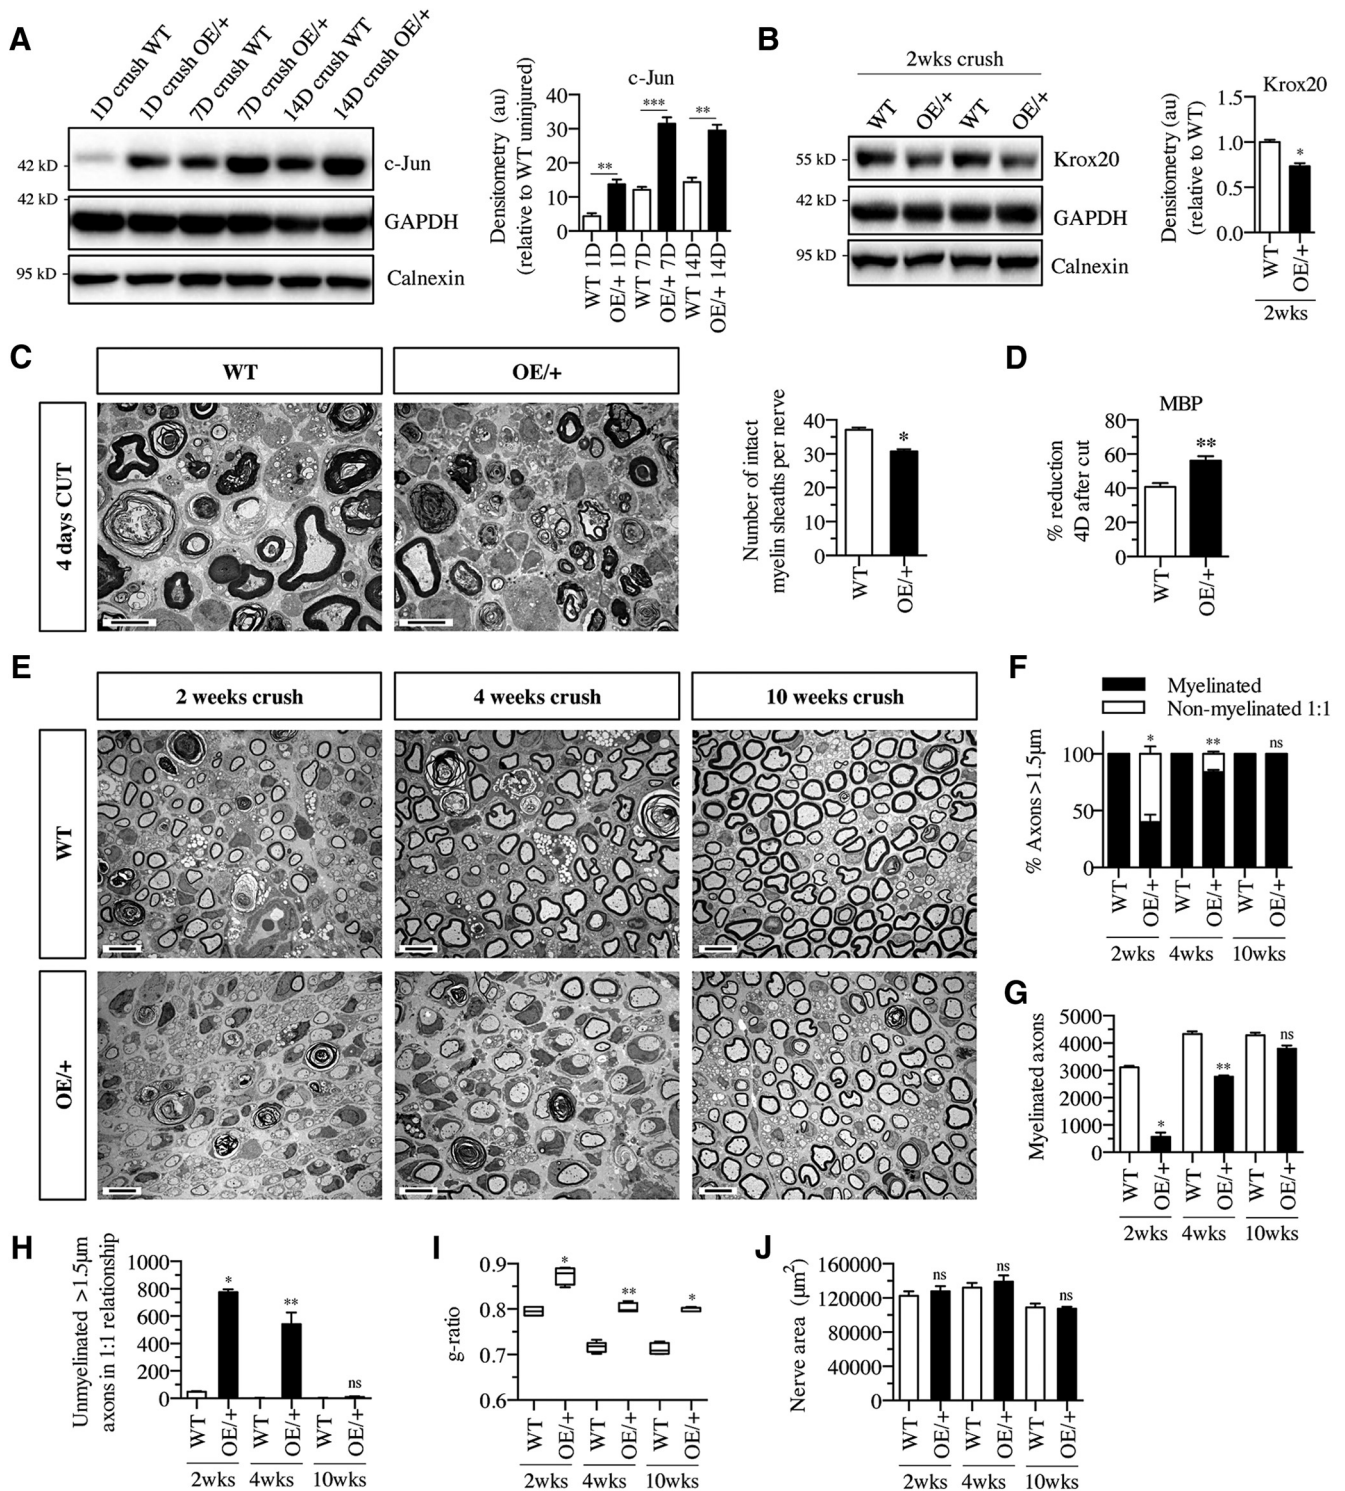 A
1D crush WT
1D crush OE/+
7D crush WT
7D crush OE/+
14D crush WT
14D crush OE/+
42 kD
c-Jun
42 kD
GAPDH
95 kD
Calnexin
c-Jun
Densitometry (au)
(relative to WT uninjured)
40
30
20
10
0
**
***
**
WT 1D
OE/+ 1D
WT 7D
OE/+ 7D
WT 14D
OE/+ 14D
B
2wks crush
WT
OE/+
WT
OE/+
55 kD
Krox20
42 kD
GAPDH
95 kD
Calnexin
Krox20
Densitometry (au)
(relative to WT)
1.5
1.0
0.5
0.0
*
WT
OE/+
2wks
C
WT
OE/+
4 days CUT
Number of intact
myelin sheaths per nerve
40
30
20
10
0
*
WT
OE/+
D
MBP
% reduction
4D after cut
80
60
40
20
0
**
WT
OE/+
E
2 weeks crush
4 weeks crush
10 weeks crush
WT
OE/+
F
Myelinated
Non-myelinated 1:1
% Axons > 1.5µm
100
50
0
*
**
ns
WT
OE/+
WT
OE/+
WT
OE/+
2wks
4wks
10wks
G
Myelinated axons
5000
4000
3000
2000
1000
0
*
**
ns
WT
OE/+
WT
OE/+
WT
OE/+
2wks
4wks
10wks
H
Unmyelinated >1.5µm
axons in 1:1 relationship
1000
800
600
400
200
0
*
**
ns
WT
OE/+
WT
OE/+
WT
OE/+
2wks
4wks
10wks
I
g-ratio
0.9
0.8
0.7
0.6
*
**
*
WT
OE/+
WT
OE/+
WT
OE/+
2wks
4wks
10wks
J
Nerve area (µm²)
160000
120000
80000
40000
0
ns
ns
ns
WT
OE/+
WT
OE/+
WT
OE/+
2wks
4wks
10wks